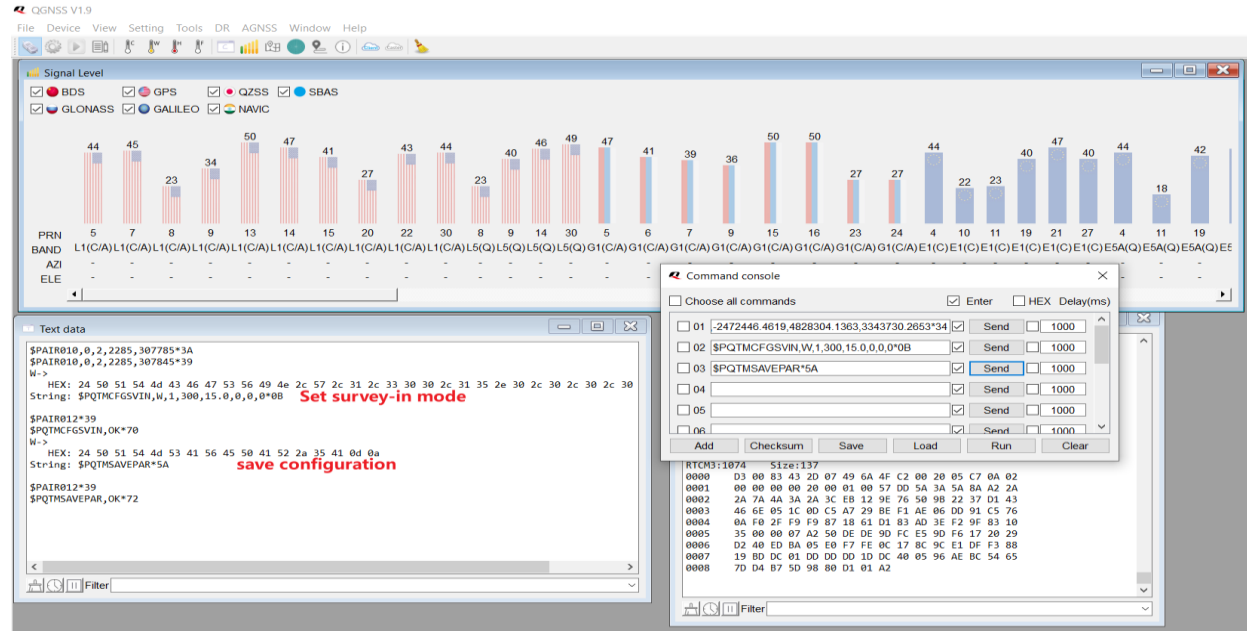 QGNSS V1.9
File Device View Setting Tools DR AGNSS Window Help
Signal Level
BDS GPS QZSS SBAS
GLONASS GALILEO NAVIC
44 45 23 34 50 47 41 27 43 44 23 40 46 49 47 41 39 36 50 50 27 27 44 22 23 40 47 40 44 18 42
PRN 5 7 8 9 13 14 15 20 22 30 8 9 14 30 5 6 7 9 15 16 23 24 4 10 11 19 21 27 4 11 19
BAND L1(C/A) L1(C/A) L1(C/A) L1(C/A) L1(C/A) L1(C/A) L1(C/A) L1(C/A) L1(C/A) L1(C/A) L5(Q) L5(Q) L5(Q) L5(Q) G1(C/A) G1(C/A) G1(C/A) G1(C/A) G1(C/A) G1(C/A) G1(C/A) G1(C/A) E1(C) E1(C) E1(C) E1(C) E1(C) E1(C) E5A(Q) E5A(Q) E5A(Q) E5
AZI - - - - - - - - - - - - - - - - - - - - - - - - - - - - - - -
ELE - - - - - - - - - - - - - - - - -
Text data
$PAIR010,0,2,2285,307785*3A
$PAIR010,0,2,2285,307845*39
W->
HEX: 24 50 51 54 4d 43 46 47 53 56 49 4e 2c 57 2c 31 2c 33 30 30 2c 31 35 2e 30 2c 30 2c 30 2c 30
String: $PQTMCFGSVIN,W,1,300,15.0,0,0,0*0B Set survey-in mode
$PAIR012*39
$PQTMCFGSVIN,OK*70
W->
HEX: 24 50 51 54 4d 53 41 56 45 50 41 52 2a 35 41 0d 0a
String: $PQTMSAVEPAR*5A save configuration
$PAIR012*39
$PQTMSAVEPAR,OK*72
Filter
Command console
Choose all commands Enter HEX Delay(ms)
01 -2472446.4619,4828304.1363,3343730.2653*34 Send 1000
02 $PQTMCFGSVIN,W,1,300,15.0,0,0,0*0B Send 1000
03 $PQTMSAVEPAR*5A Send 1000
04 Send 1000
05 Send 1000
06 Send 1000
Add Checksum Save Load Run Clear
RTCM3:1074 Size:137
0000 D3 00 83 43 2D 07 49 6A 4F C2 00 20 05 C7 0A 02
0001 00 00 00 00 20 00 01 00 57 DD 5A 3A 5A 8A A2 2A
0002 2A 7A 4A 3A 2A 3C EB 12 9E 76 50 9B 22 37 D1 43
0003 46 6E 05 1C 0D C5 A7 29 BE F1 AE 06 DD 91 C5 76
0004 0A F0 2F F9 F9 87 18 61 D1 83 AD 3E F2 9F 83 10
0005 35 00 00 07 A2 50 DE DE 9D FC E5 9D F6 17 20 29
0006 D2 40 ED BA 05 E0 F7 FE 0C 17 8C 9C E1 DF F3 88
0007 19 BD DC 01 DD DD DD 1D DC 40 05 96 AE BC 54 65
0008 7D D4 B7 5D 98 80 D1 01 A2
Filter